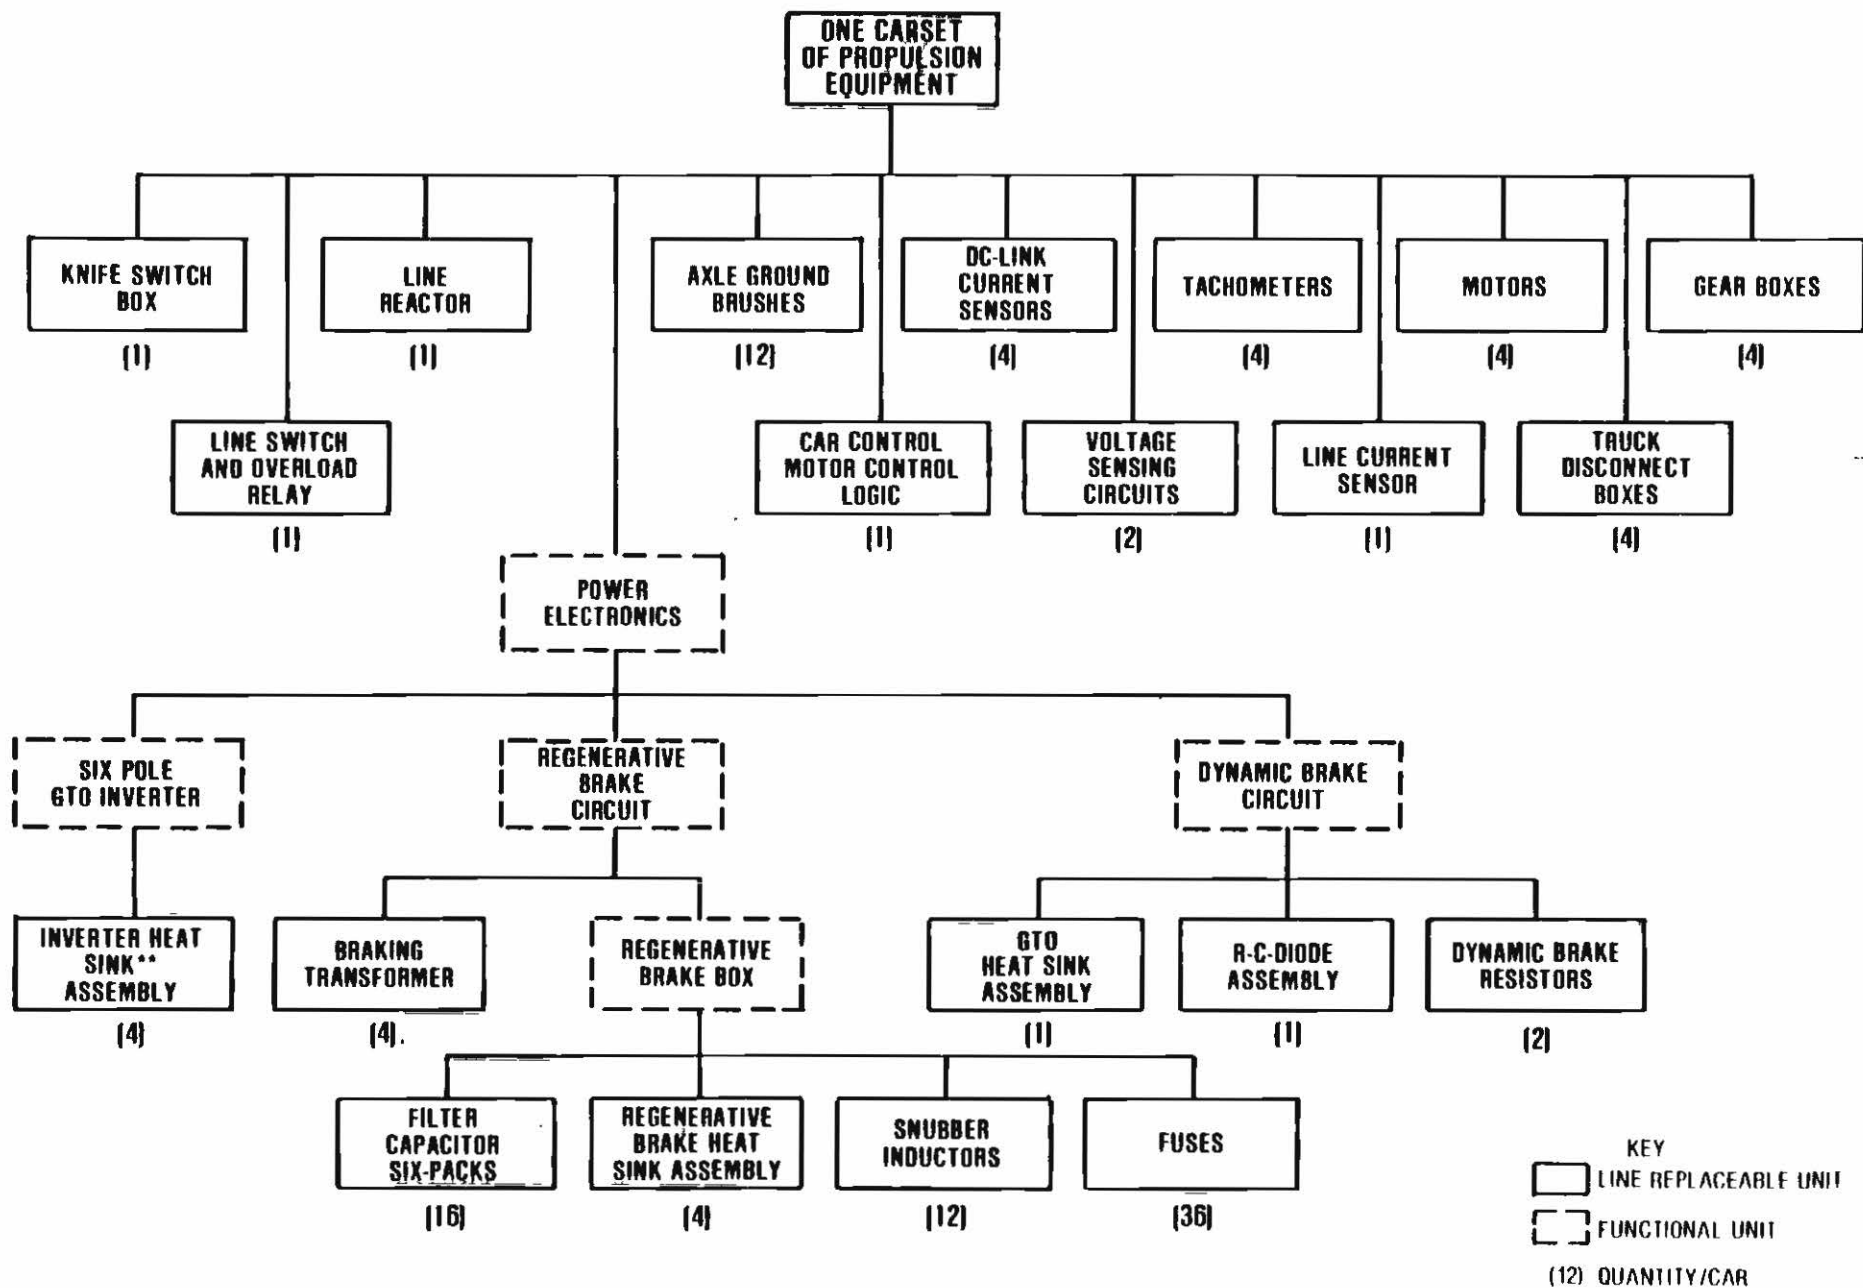 ONE CARSET
OF PROPULSION
EQUIPMENT
KNIFE SWITCH
BOX
(1)
LINE
REACTOR
(1)
AXLE GROUND
BRUSHES
(12)
DC-LINK
CURRENT
SENSORS
(4)
TACHOMETERS
(4)
MOTORS
(4)
GEAR BOXES
(4)
LINE SWITCH
AND OVERLOAD
RELAY
(1)
CAR CONTROL
MOTOR CONTROL
LOGIC
(1)
VOLTAGE
SENSING
CIRCUITS
(2)
LINE CURRENT
SENSOR
(1)
TRUCK
DISCONNECT
BOXES
(4)
POWER
ELECTRONICS
SIX POLE
GTO INVERTER
REGENERATIVE
BRAKE
CIRCUIT
DYNAMIC BRAKE
CIRCUIT
INVERTER HEAT
SINK**
ASSEMBLY
(4)
BRAKING
TRANSFORMER
(4)
REGENERATIVE
BRAKE BOX
GTO
HEAT SINK
ASSEMBLY
(1)
R-C-DIODE
ASSEMBLY
(1)
DYNAMIC BRAKE
RESISTORS
(2)
FILTER
CAPACITOR
SIX-PACKS
(16)
REGENERATIVE
BRAKE HEAT
SINK ASSEMBLY
(4)
SNUBBER
INDUCTORS
(12)
FUSES
(36)
KEY
LINE REPLACEABLE UNIT
FUNCTIONAL UNIT
(12) QUANTITY/CAR